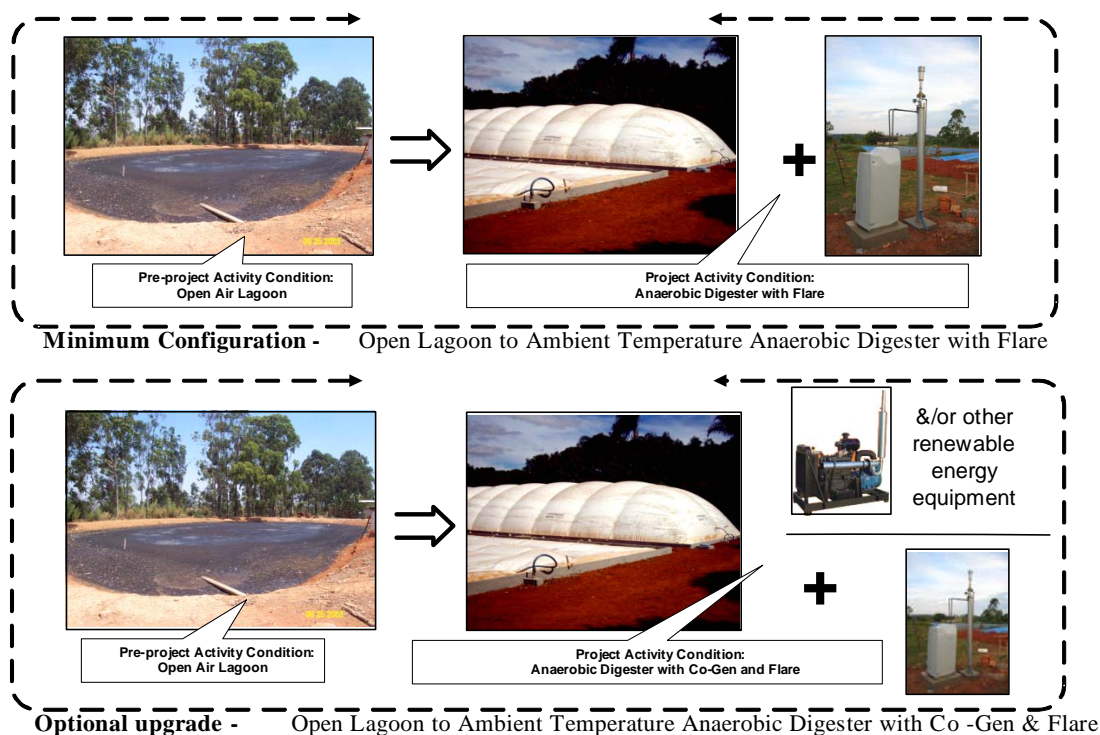 Pre-project Activity Condition:
Open Air Lagoon
+
Project Activity Condition:
Anaerobic Digester with Flare
Minimum Configuration - Open Lagoon to Ambient Temperature Anaerobic Digester with Flare
&/or other
renewable
energy
equipment
+
Pre-project Activity Condition:
Open Air Lagoon
Project Activity Condition:
Anaerobic Digester with Co-Gen and Flare
Optional upgrade - Open Lagoon to Ambient Temperature Anaerobic Digester with Co -Gen & Flare